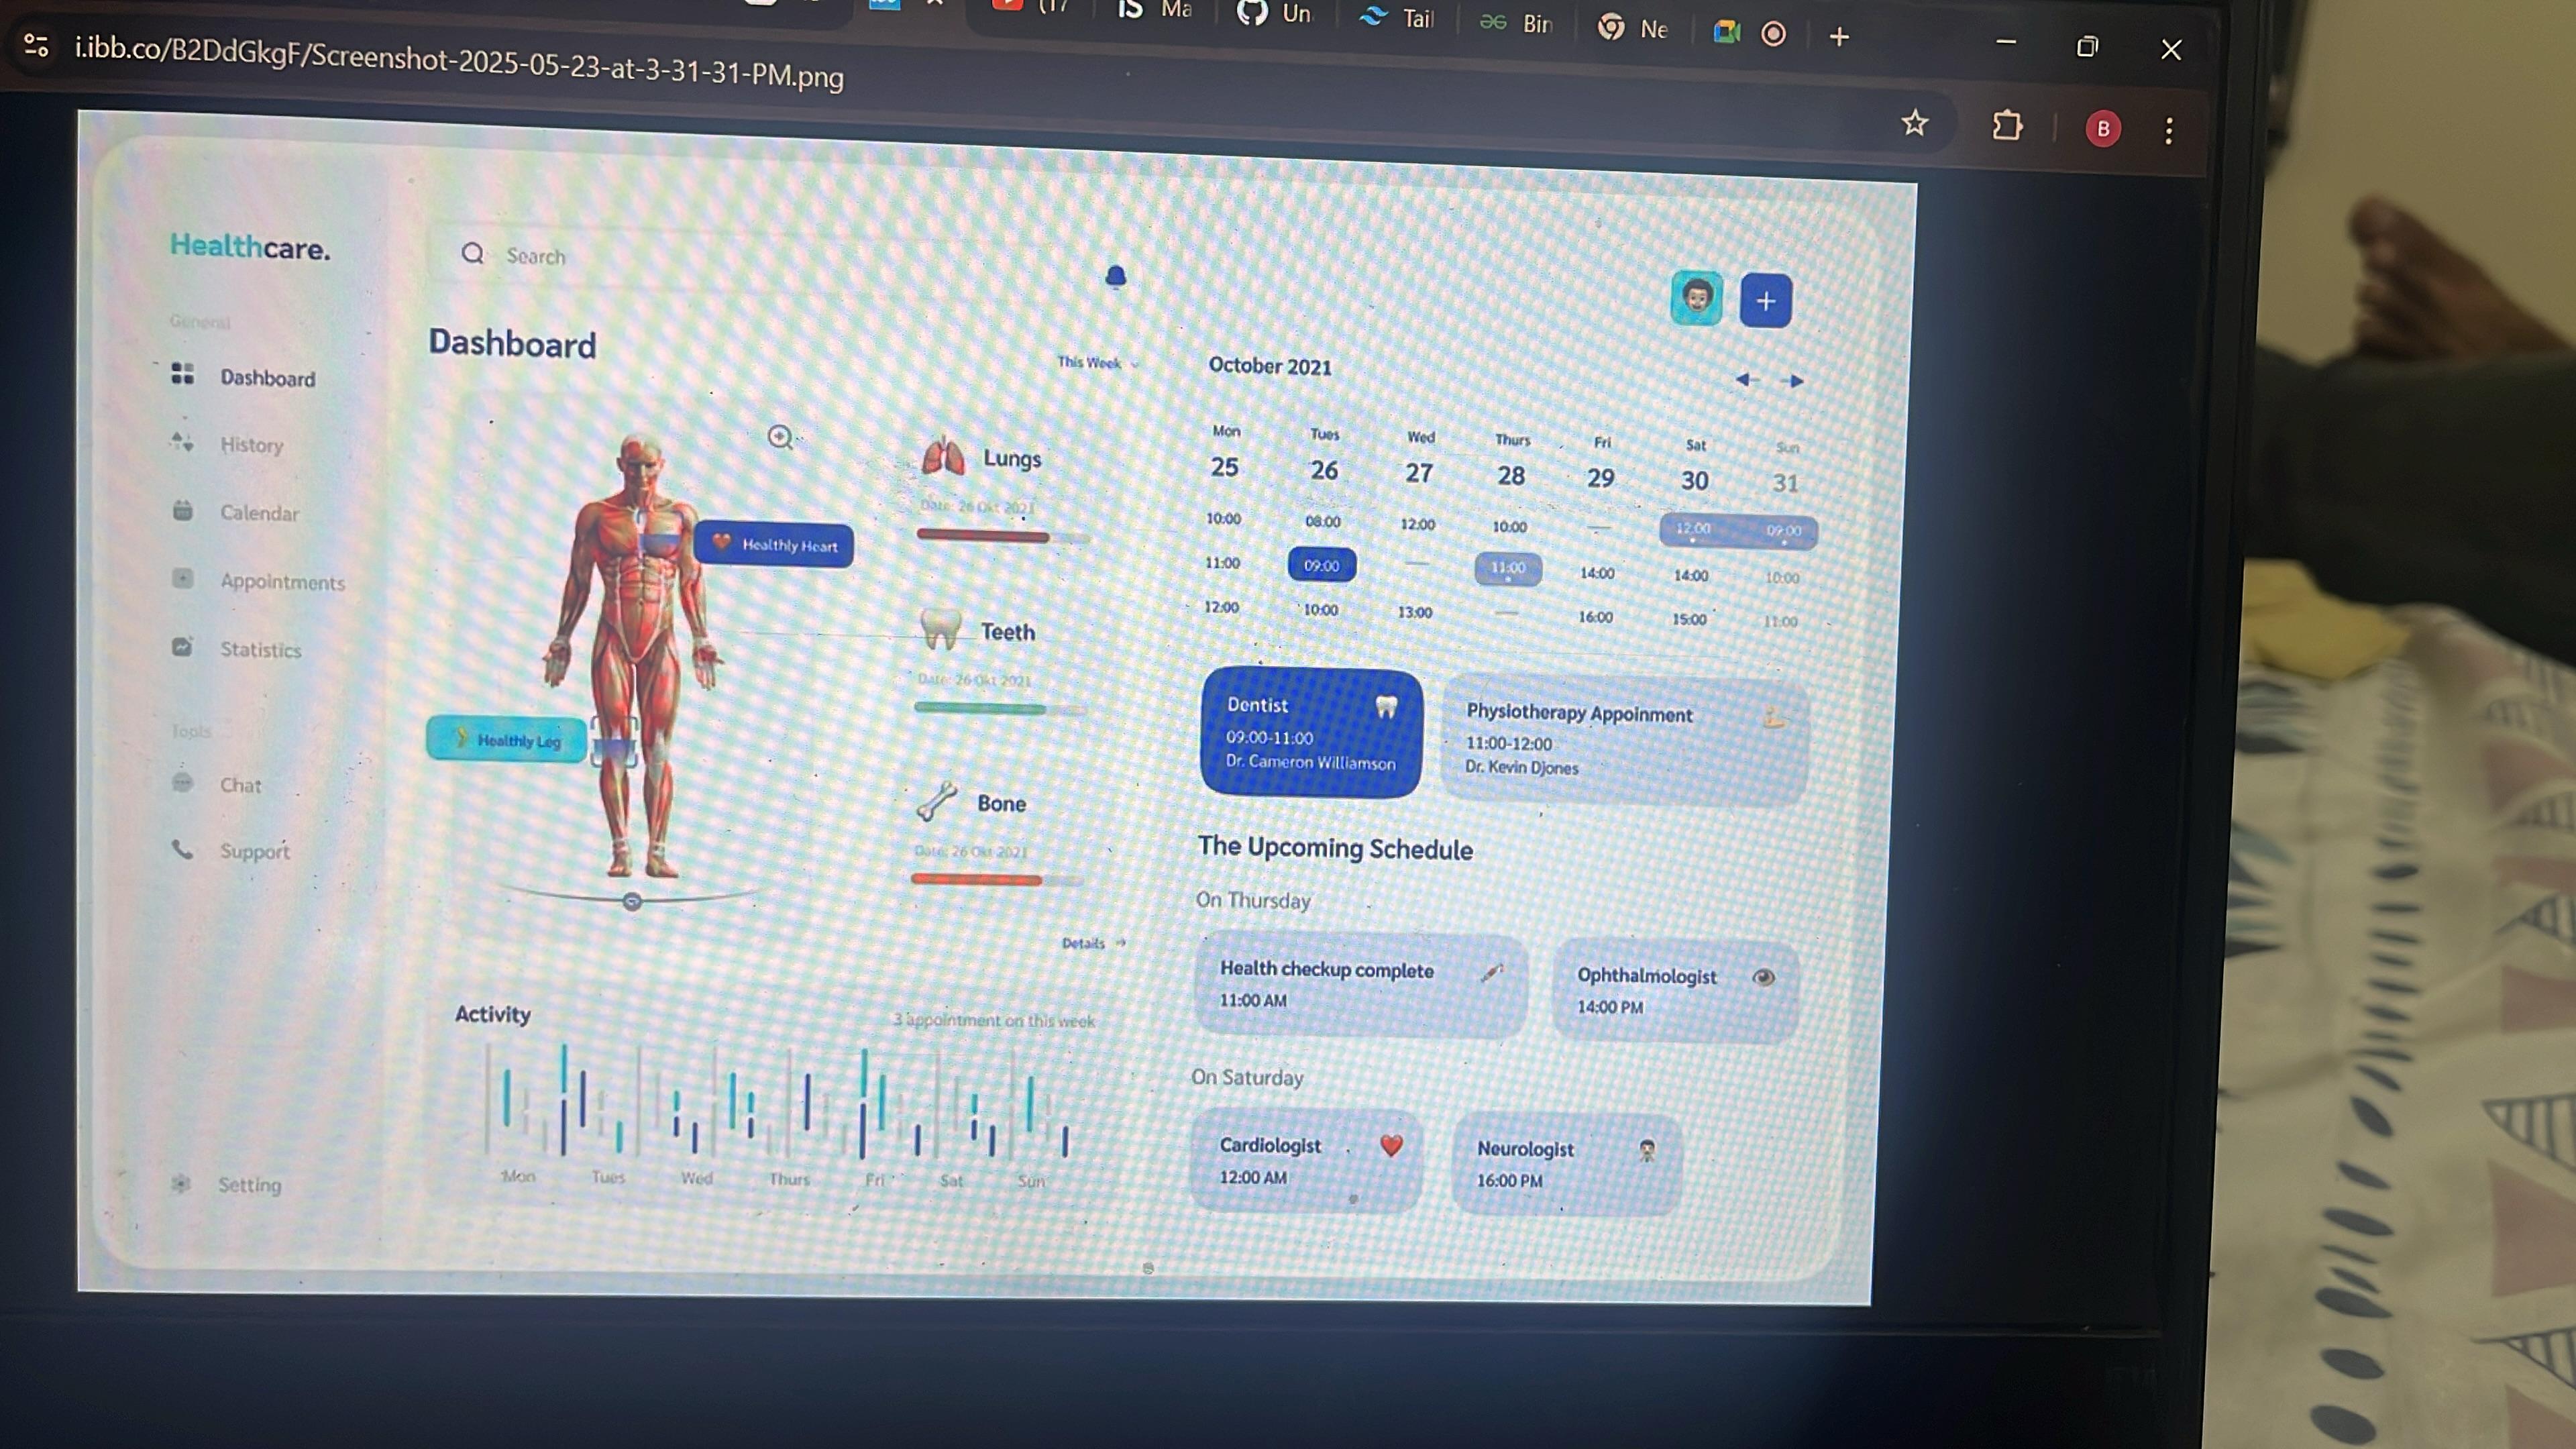 Ma
Un
Tail
Bin
Ne
i.ibb.co/B2DdGkgF/Screenshot-2025-05-23-at-3-31-31-PM.png
B
Healthcare.
Search
General
Dashboard
History
Calendar
Appointments
Statistics
Tools
Chat
Support
Setting
Dashboard
This Week
Healthly Heart
Healthly Leg
Lungs
Date: 26 Okt 2021
Teeth
Date: 26 Okt 2021
Bone
Date: 26 Okt 2021
Details →
Activity
3 appointment on this week
Mon Tues Wed Thurs Fri Sat Sun
October 2021
Mon Tues Wed Thurs Fri Sat Sun
25 26 27 28 29 30 31
10:00 08:00 12:00 10:00 — 12:00 09:00
11:00 09:00 — 11:00 14:00 14:00 10:00
12:00 10:00 13:00 — 16:00 15:00 11:00
Dentist
09:00-11:00
Dr. Cameron Williamson
Physiotherapy Appoinment
11:00-12:00
Dr. Kevin Djones
The Upcoming Schedule
On Thursday
Health checkup complete
11:00 AM
Ophthalmologist
14:00 PM
On Saturday
Cardiologist
12:00 AM
Neurologist
16:00 PM